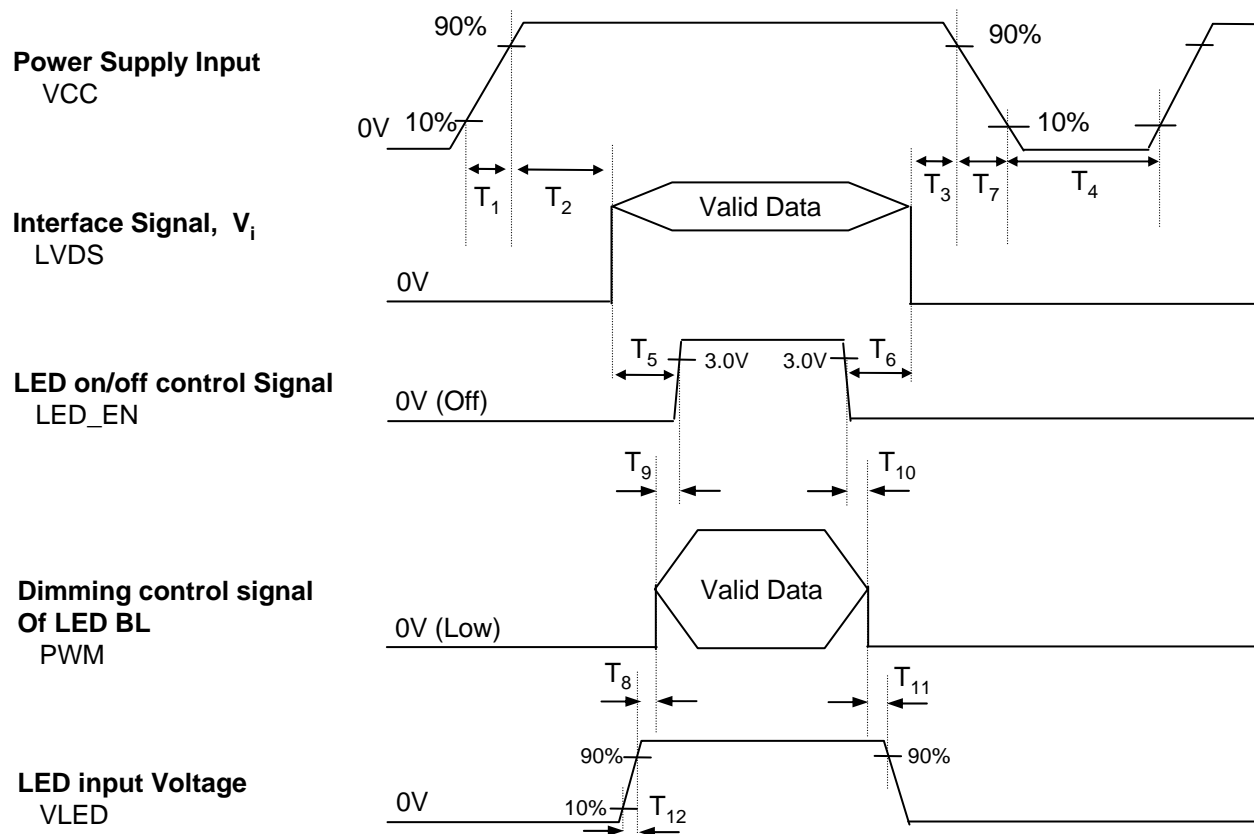 90%
90%
Power Supply Input
VCC
0V
10%
10%
T1
T2
T3
T7
T4
Interface Signal, Vi
LVDS
Valid Data
0V
T5
3.0V
3.0V
T6
LED on/off control Signal
LED_EN
0V (Off)
T9
T10
Dimming control signal
Of LED BL
PWM
Valid Data
0V (Low)
T8
T11
LED input Voltage
VLED
0V
90%
90%
10%
T12